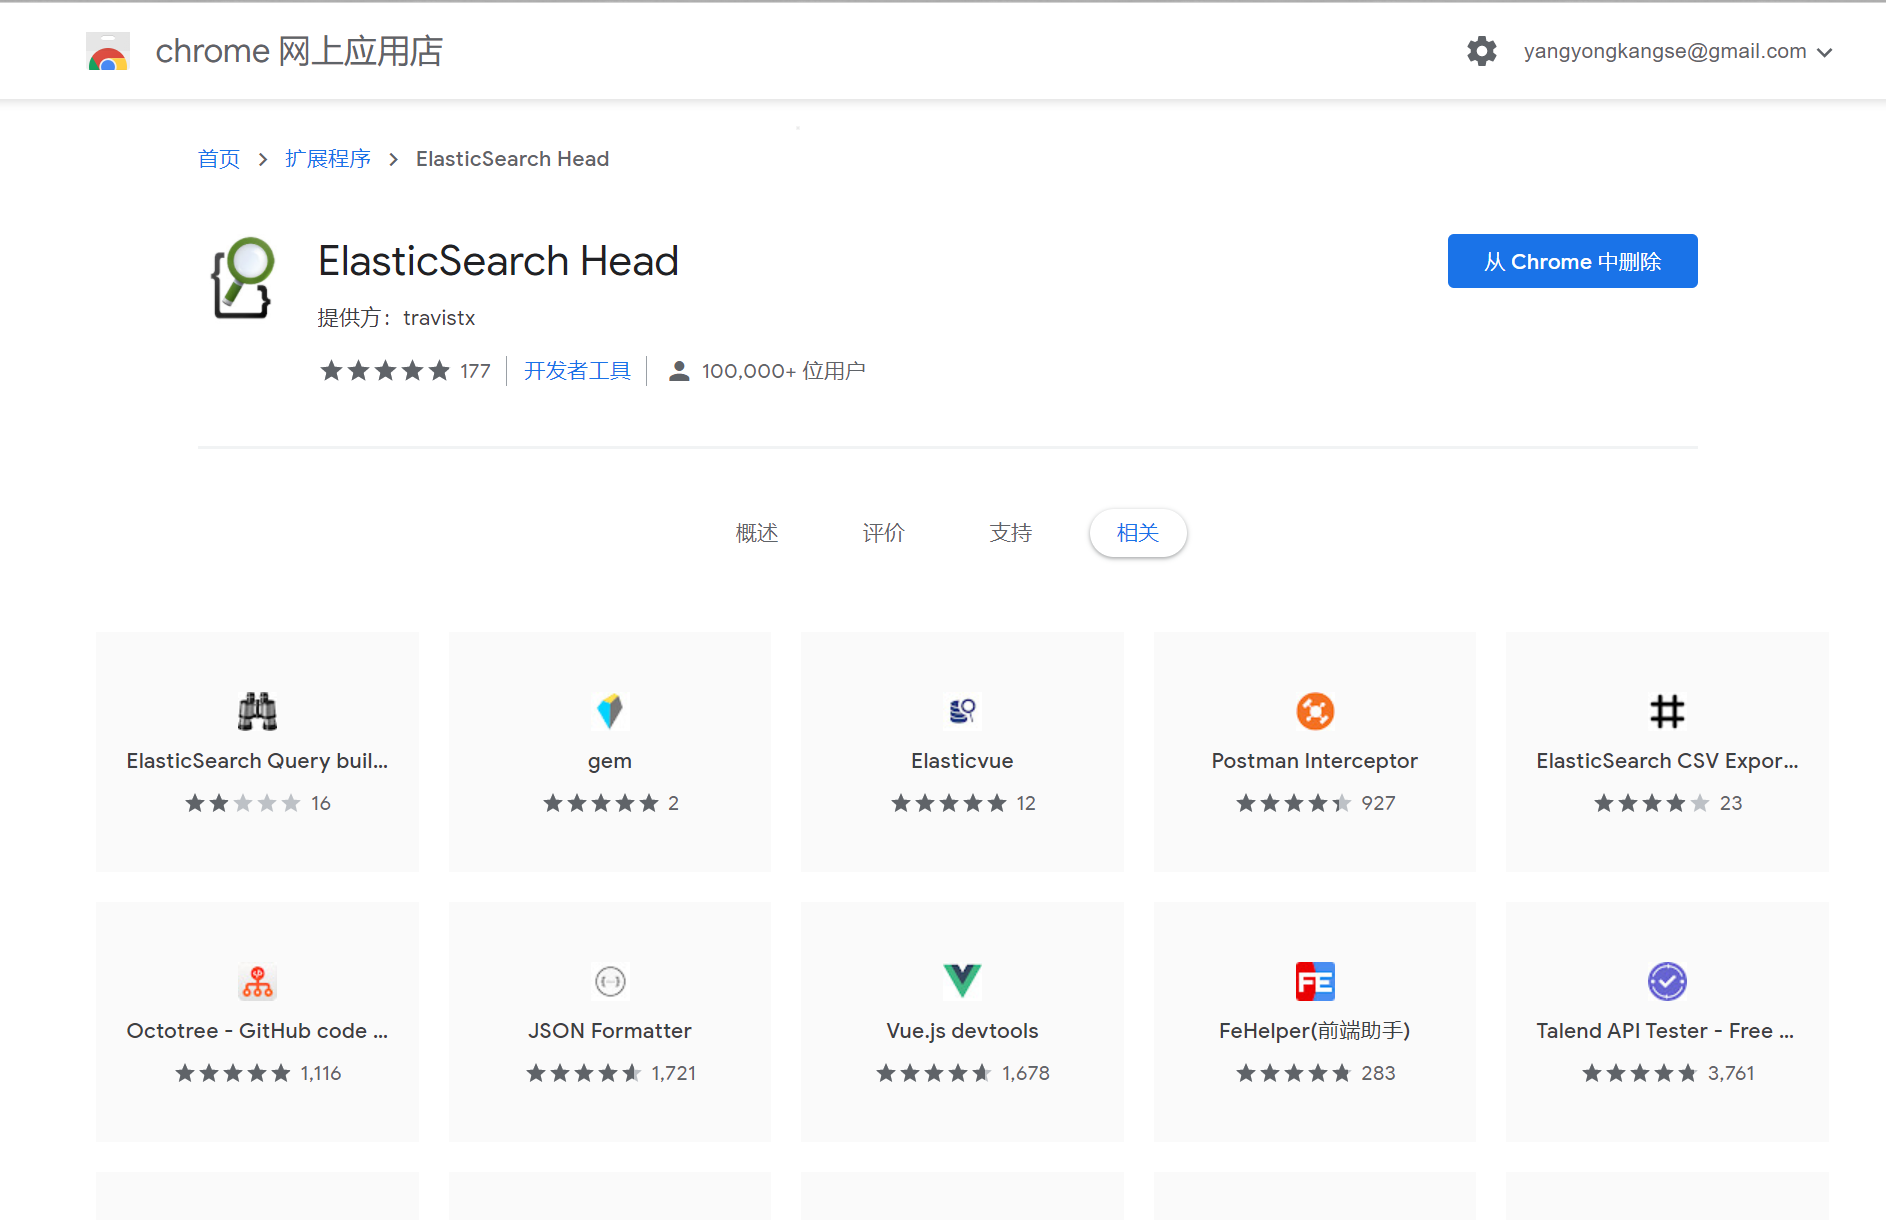 chrome 网上应用店
yangyongkangse@gmail.com
首页 > 扩展程序 > ElasticSearch Head
ElasticSearch Head
从 Chrome 中删除
提供方：travistx
177 开发者工具 100,000+ 位用户
概述 评价 支持 相关
ElasticSearch Query buil... gem Elasticvue Postman Interceptor ElasticSearch CSV Expor...
16 2 12 927 23
FE
Octotree - GitHub code ... JSON Formatter Vue.js devtools FeHelper(前端助手) Talend API Tester - Free ...
1,116 1,721 1,678 283 3,761